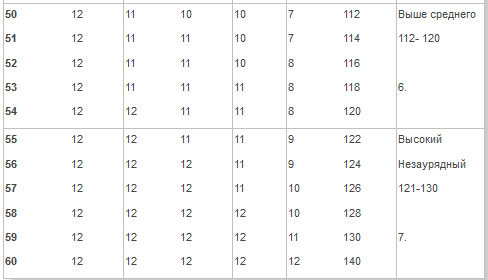 50 12 11 10 10 7 112 Выше среднего
51 12 11 11 10 7 114 112- 120
52 12 11 11 10 8 116
53 12 11 11 11 8 118 6.
54 12 12 11 11 8 120
55 12 12 11 11 9 122 Высокий
56 12 12 12 11 9 124 Незаурядный
57 12 12 12 11 10 126 121-130
58 12 12 12 12 10 128
59 12 12 12 12 11 130 7.
60 12 12 12 12 12 140